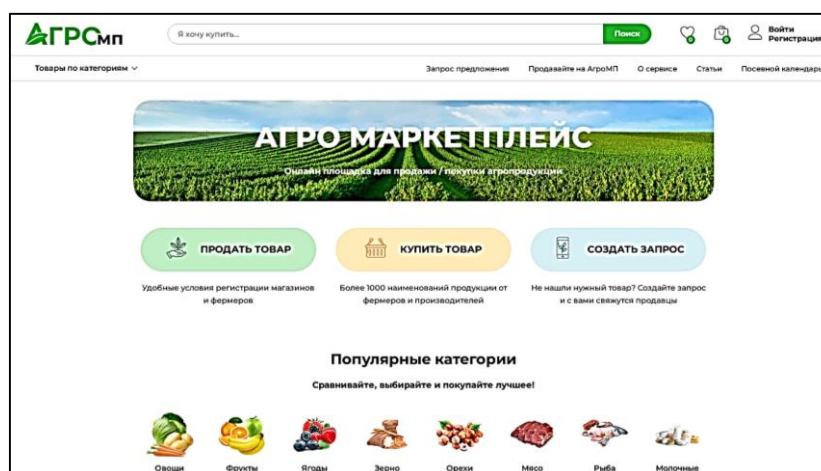 АГРОМП
Я хочу купить...
Поиск
0
0
Войти
Регистрация
Товары по категориям
Запрос предложения
Продавайте на АгроМП
О сервисе
Статьи
Посевной календарь
АГРО МАРКЕТПЛЕЙС
Онлайн площадка для продажи / покупки агропродукции
ПРОДАТЬ ТОВАР
КУПИТЬ ТОВАР
СОЗДАТЬ ЗАПРОС
Удобные условия регистрации магазинов
и фермеров
Более 1000 наименований продукции от
фермеров и производителей
Не нашли нужный товар? Создайте запрос
и с вами свяжутся продавцы
Популярные категории
Сравнивайте, выбирайте и покупайте лучшее!
Овощи
Фрукты
Ягоды
Зерно
Орехи
Мясо
Рыба
Молочные